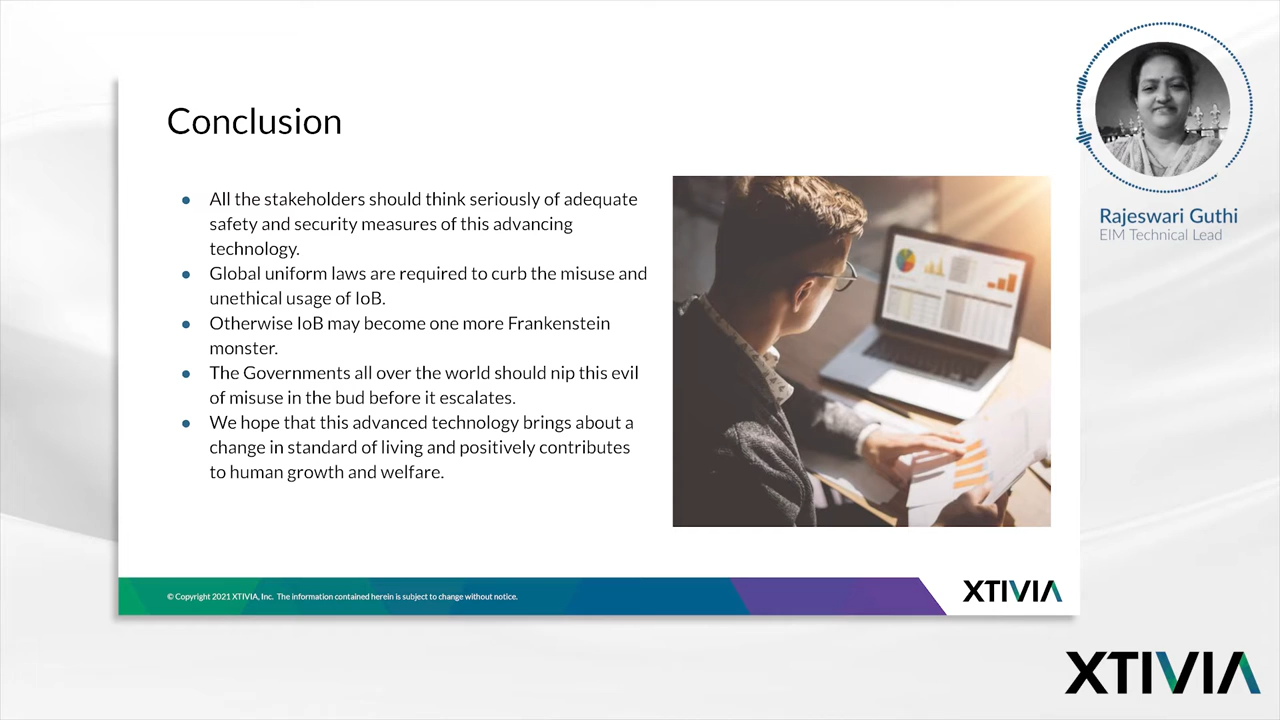 Conclusion
All the stakeholders should think seriously of adequate
safety and security measures of this advancing
technology.
Global uniform laws are required to curb the misuse and
unethical usage of IoB.
Otherwise IoB may become one more Frankenstein
monster.
The Governments all over the world should nip this evil
of misuse in the bud before it escalates.
We hope that this advanced technology brings about a
change in standard of living and positively contributes
to human growth and welfare.
© Copyright 2021 XTIVIA, Inc. The information contained herein is subject to change without notice.
XTIVIA
Rajeswari Guthi
EIM Technical Lead
XTIVIA